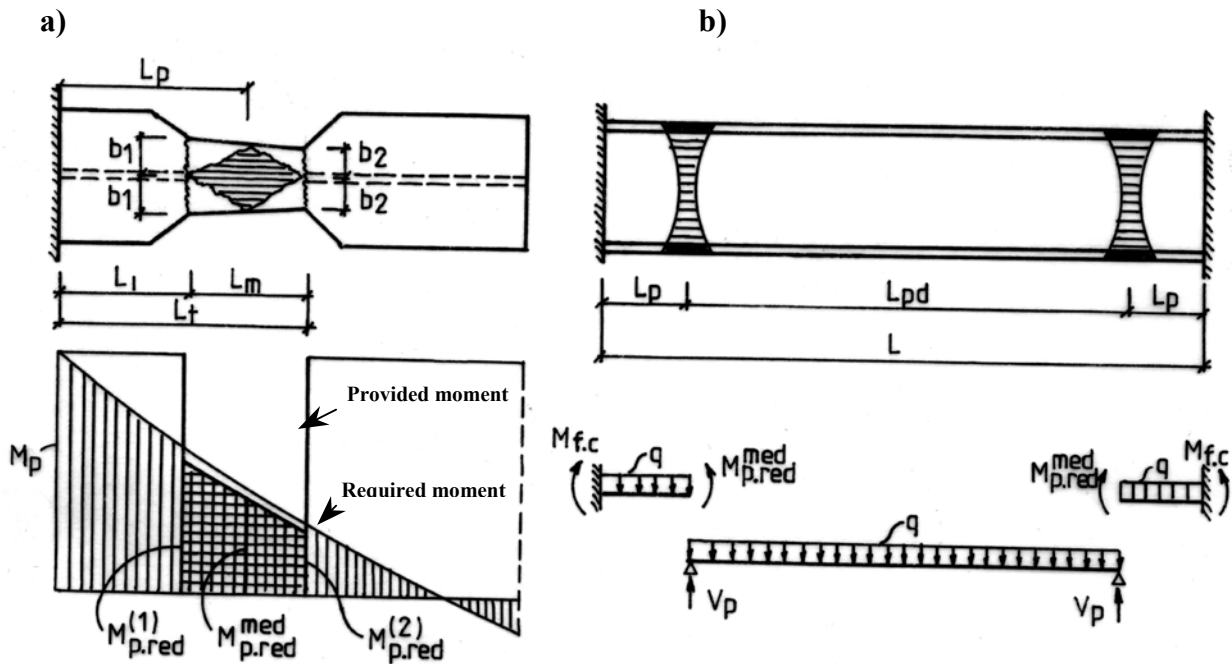 a)
b)
Lp
b1
b2
b1
b2
L1
Lm
Lt
Mp
Provided moment
Required moment
M(1)p.red
Mmedp.red
M(2)p.red
Lp
Lpd
Lp
L
Mf.c
q
Mmedp.red
Mmedp.red
q
Mf.c
q
Vp
Vp